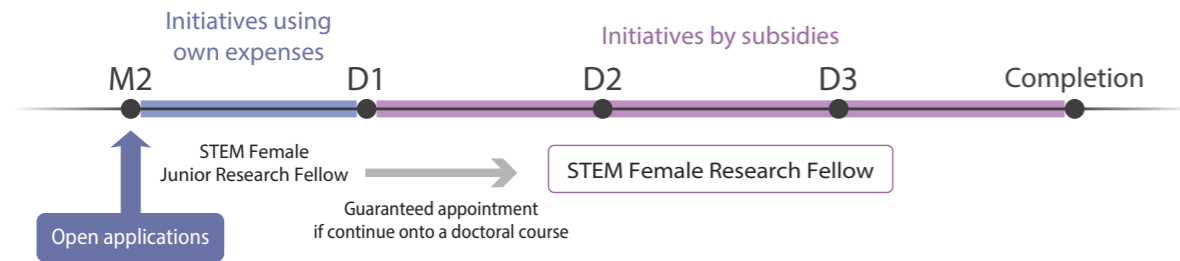 Initiatives using
own expenses
Initiatives by subsidies
M2
D1
D2
D3
Completion
STEM Female
Junior Research Fellow
STEM Female Research Fellow
Guaranteed appointment
if continue onto a doctoral course
Open applications